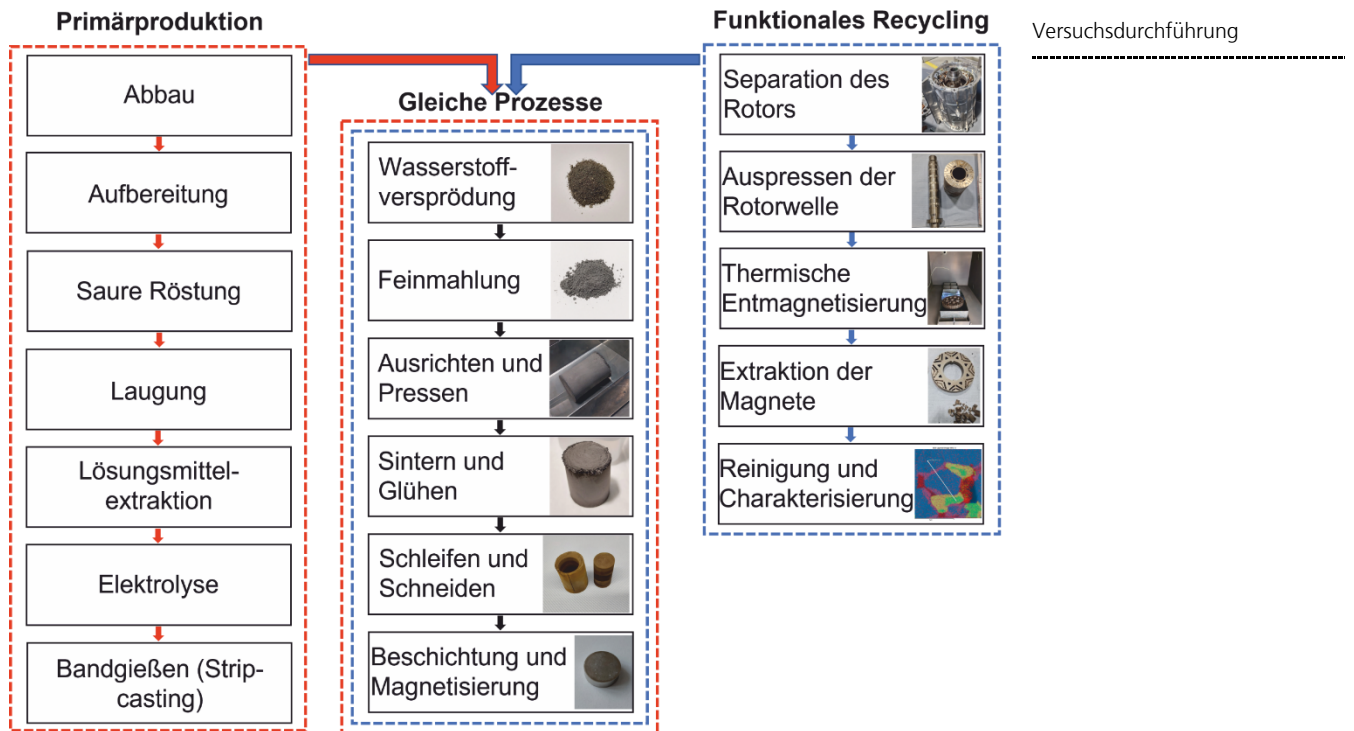 Primärproduktion
Abbau
Aufbereitung
Saure Röstung
Laugung
Lösungsmittel-
extraktion
Elektrolyse
Bandgießen (Strip-
casting)
Gleiche Prozesse
Wasserstoff-
versprödung
Feinmahlung
Ausrichten und
Pressen
Sintern und
Glühen
Schleifen und
Schneiden
Beschichtung und
Magnetisierung
Funktionales Recycling
Separation des
Rotors
Auspressen der
Rotorwelle
Thermische
Entmagnetisierung
Extraktion der
Magnete
Reinigung und
Charakterisierung
Versuchsdurchführung